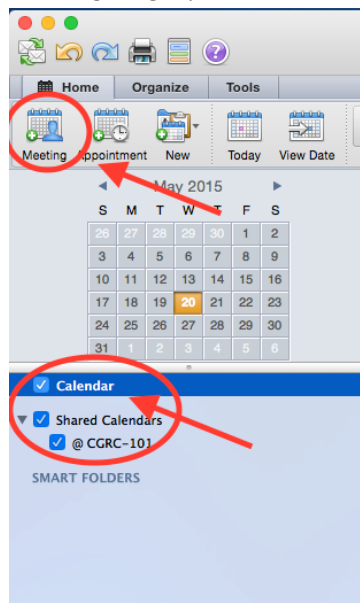 ?
Home Organize Tools
Meeting Appointment New Today View Date
May 2015
S M T W T F S
26 27 28 29 30 1 2
3 4 5 6 7 8 9
10 11 12 13 14 15 16
17 18 19 20 21 22 23
24 25 26 27 28 29 30
31 1 2 3 4 5 6
Calendar
Shared Calendars
@ CGRC-101
SMART FOLDERS